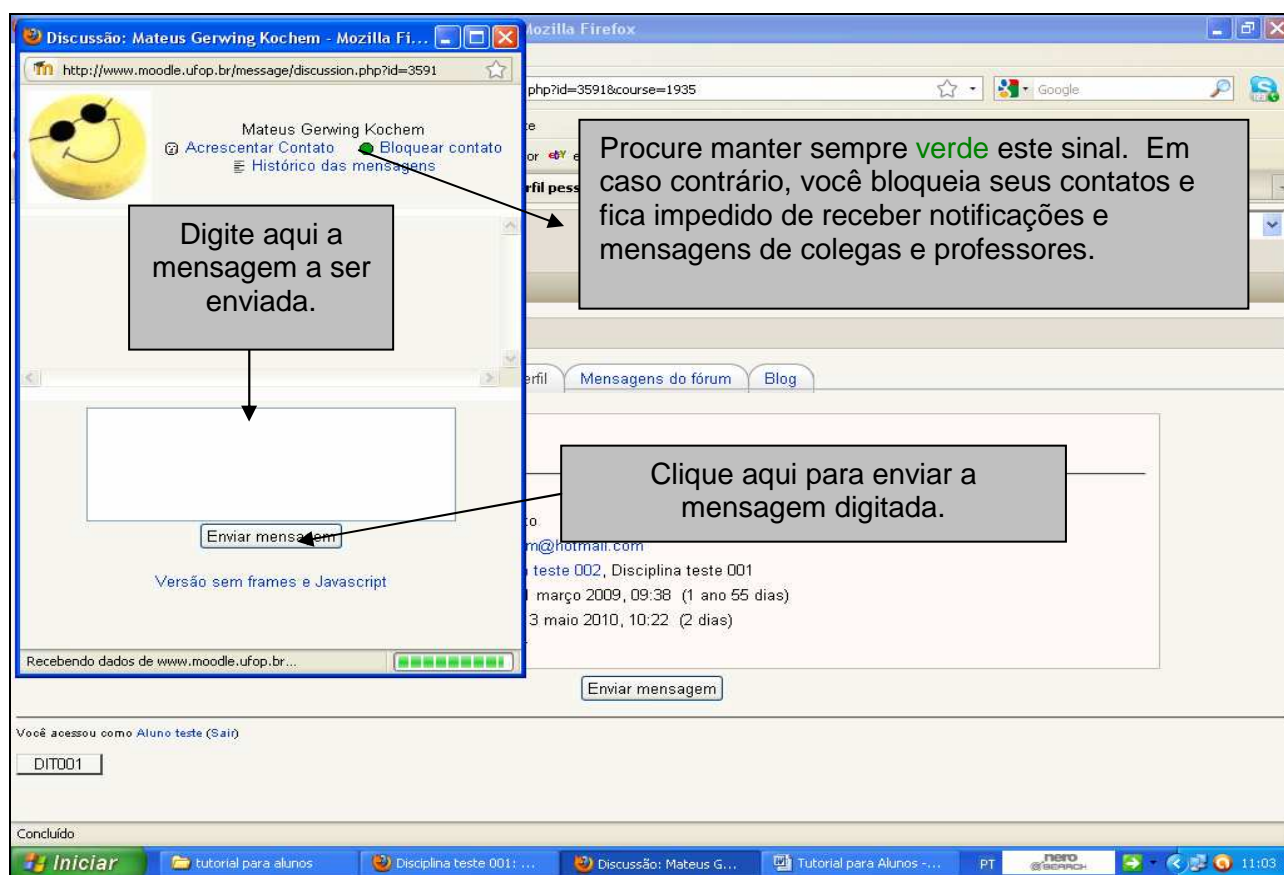 Discussão: Mateus Gerwing Kochem - Mozilla Fi...
Mozilla Firefox
http://www.moodle.ufop.br/message/discussion.php?id=3591
php?id=3591&course=1935
Google
Mateus Gerwing Kochem
Acrescentar Contato
Bloquear contato
Histórico das mensagens
or
rfil pess
Procure manter sempre verde este sinal. Em
caso contrário, você bloqueia seus contatos e
fica impedido de receber notificações e
mensagens de colegas e professores.
Digite aqui a
mensagem a ser
enviada.
erfil
Mensagens do fórum
Blog
Clique aqui para enviar a
mensagem digitada.
Enviar mensagem
to
m@hotmail.com
teste 002, Disciplina teste 001
março 2009, 09:38 (1 ano 55 dias)
3 maio 2010, 10:22 (2 dias)
Versão sem frames e Javascript
Recebendo dados de www.moodle.ufop.br...
Enviar mensagem
Você acessou como Aluno teste (Sair)
DIT001
Concluído
Iniciar
tutorial para alunos
Disciplina teste 001: ...
Discussão: Mateus G...
Tutorial para Alunos -...
PT
nero
SEARCH
11:03